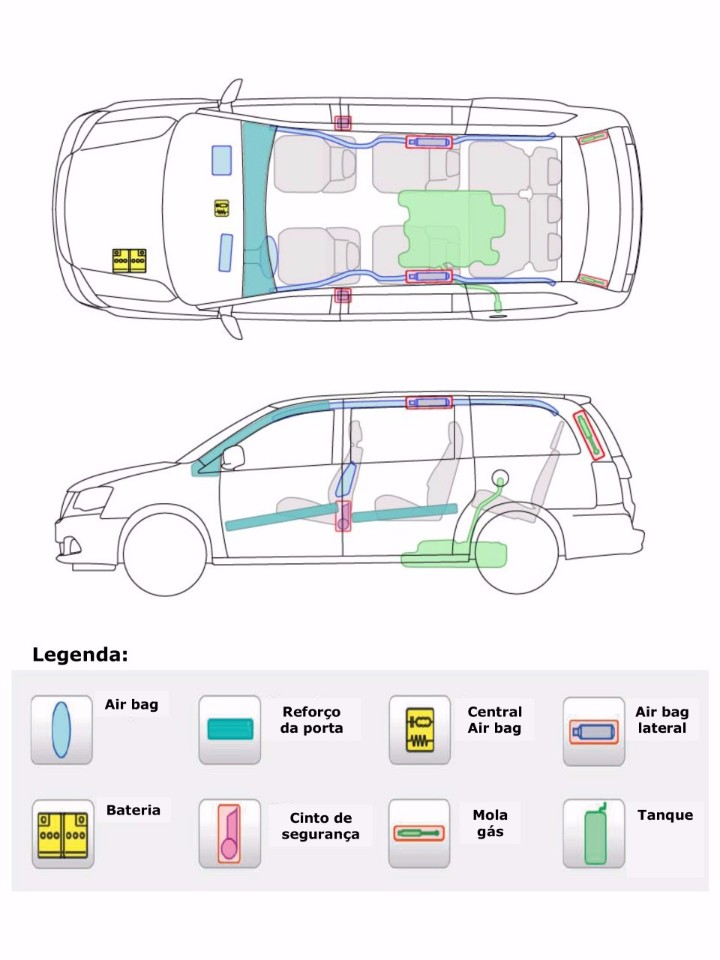 Legenda:
Air bag
Reforço
da porta
Central
Air bag
Air bag
lateral
Bateria
Cinto de
segurança
Mola
gás
Tanque